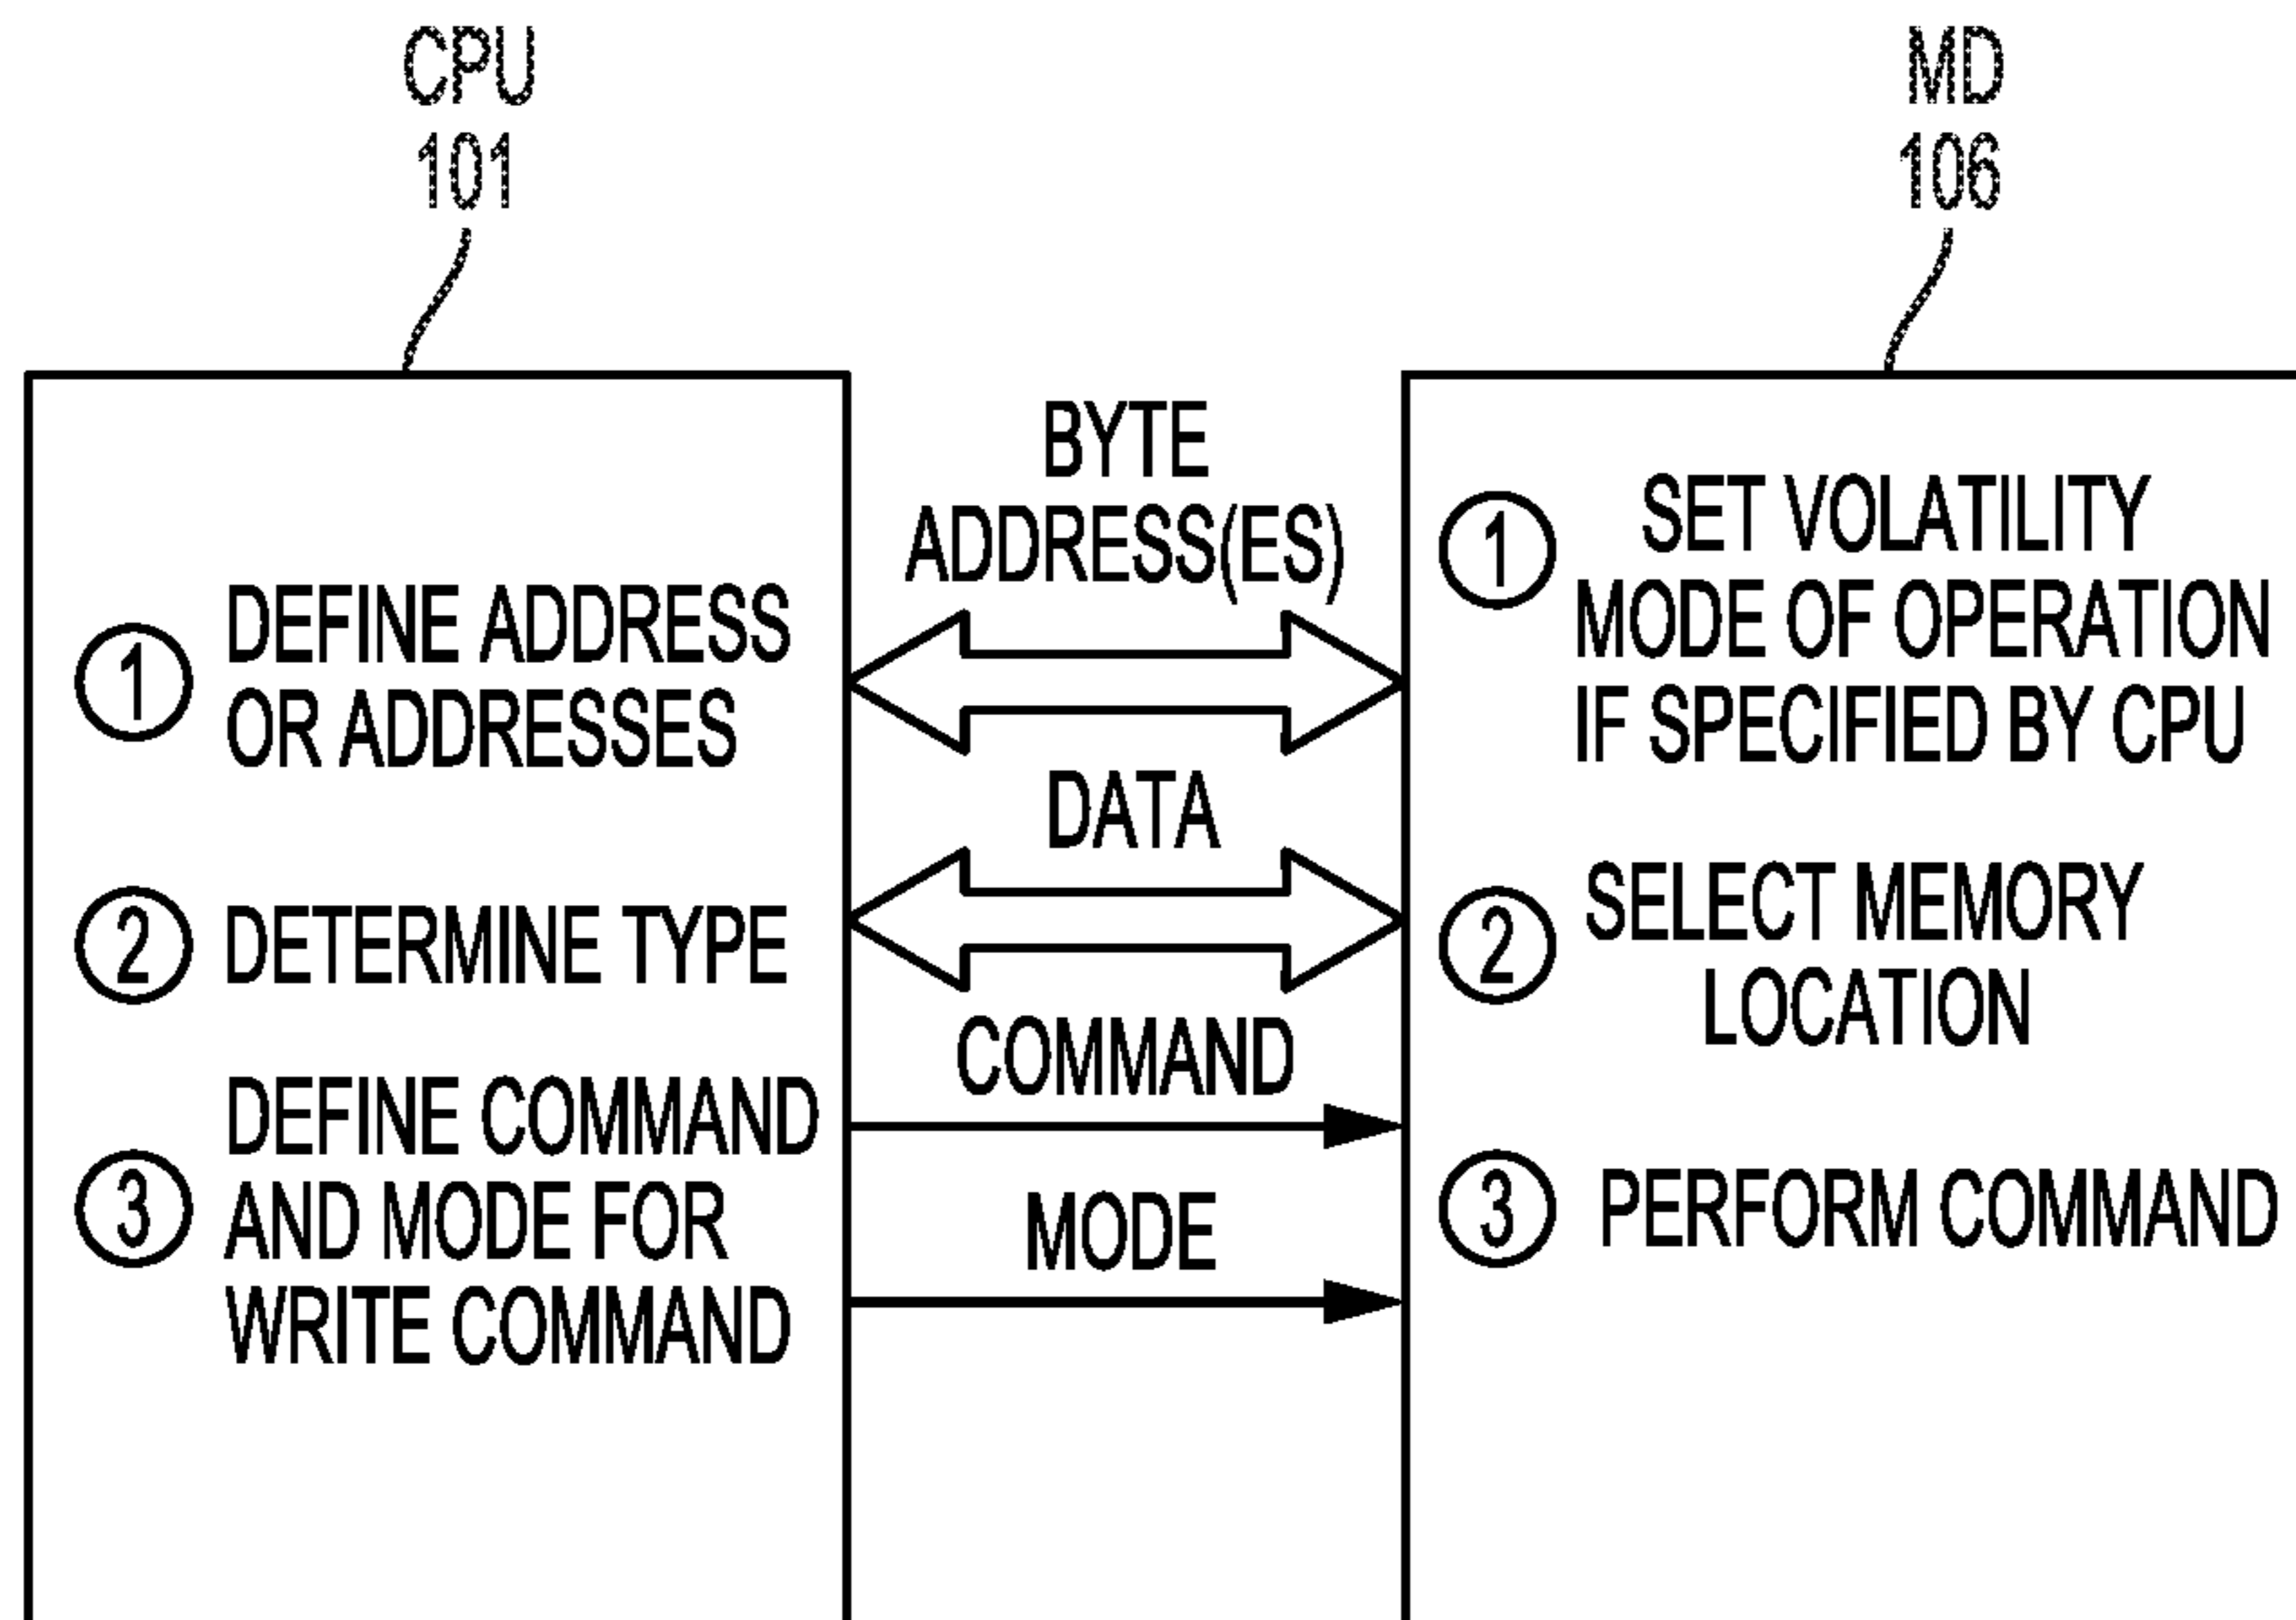 CPU
101
MD
106
① DEFINE ADDRESS
OR ADDRESSES
② DETERMINE TYPE
③ DEFINE COMMAND
AND MODE FOR
WRITE COMMAND
BYTE
ADDRESS(ES)
DATA
COMMAND
MODE
① SET VOLATILITY
MODE OF OPERATION
IF SPECIFIED BY CPU
② SELECT MEMORY
LOCATION
③ PERFORM COMMAND